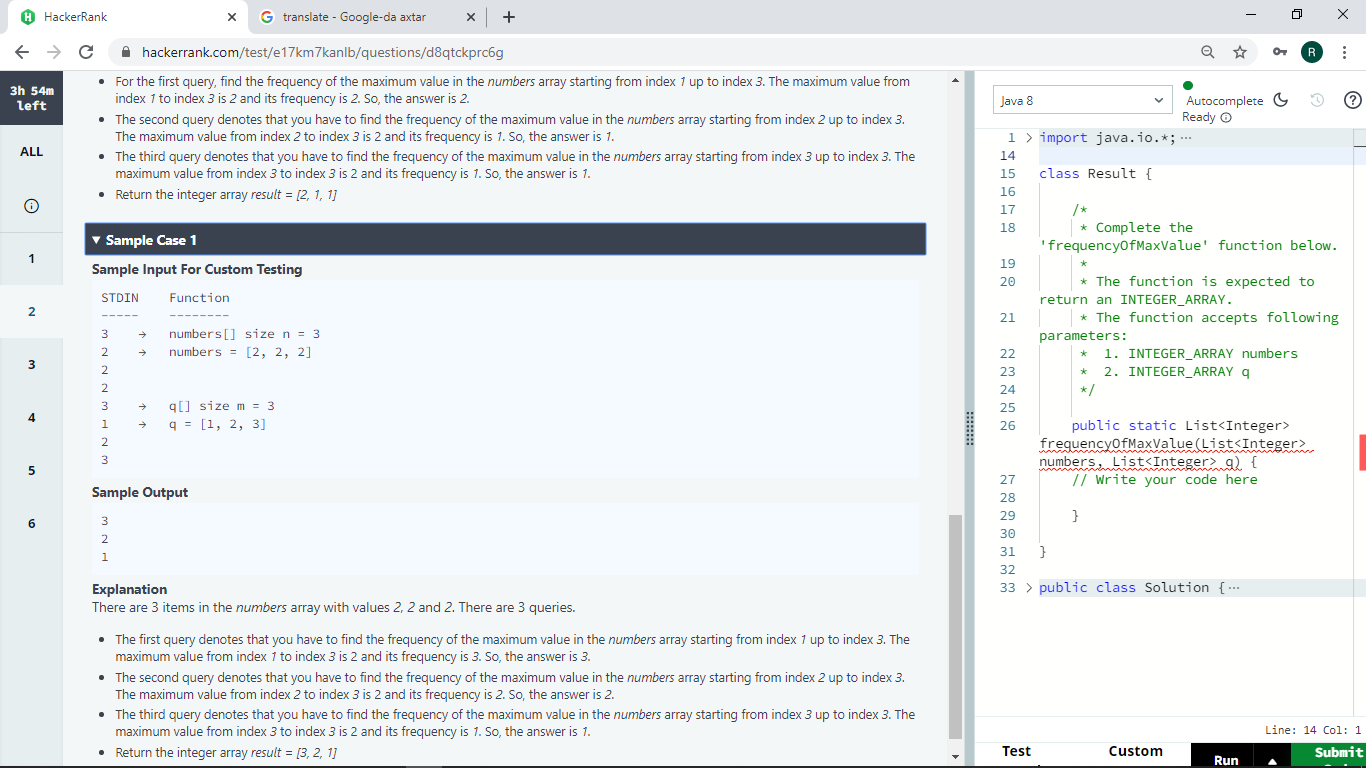 HackerRank
translate - Google-da axtar
hackerrank.com/test/e17km7kanlb/questions/d8qtckprc6g
R
3h 54m
left
ALL
1
2
3
4
5
6
• For the first query, find the frequency of the maximum value in the numbers array starting from index 1 up to index 3. The maximum value from
index 1 to index 3 is 2 and its frequency is 2. So, the answer is 2.
• The second query denotes that you have to find the frequency of the maximum value in the numbers array starting from index 2 up to index 3.
The maximum value from index 2 to index 3 is 2 and its frequency is 1. So, the answer is 1.
• The third query denotes that you have to find the frequency of the maximum value in the numbers array starting from index 3 up to index 3. The
maximum value from index 3 to index 3 is 2 and its frequency is 1. So, the answer is 1.
• Return the integer array result = [2, 1, 1]
▼ Sample Case 1
Sample Input For Custom Testing
STDIN Function
----- --------
3 → numbers[] size n = 3
2 → numbers = [2, 2, 2]
2
2
3 → q[] size m = 3
1 → q = [1, 2, 3]
2
3
Sample Output
3
2
1
Explanation
There are 3 items in the numbers array with values 2, 2 and 2. There are 3 queries.
• The first query denotes that you have to find the frequency of the maximum value in the numbers array starting from index 1 up to index 3. The
maximum value from index 1 to index 3 is 2 and its frequency is 3. So, the answer is 3.
• The second query denotes that you have to find the frequency of the maximum value in the numbers array starting from index 2 up to index 3.
The maximum value from index 2 to index 3 is 2 and its frequency is 2. So, the answer is 2.
• The third query denotes that you have to find the frequency of the maximum value in the numbers array starting from index 3 up to index 3. The
maximum value from index 3 to index 3 is 2 and its frequency is 1. So, the answer is 1.
• Return the integer array result = [3, 2, 1]
Java 8
Autocomplete
Ready
1 > import java.io.*; ···
14
15 class Result {
16
17 /*
18 * Complete the
'frequencyOfMaxValue' function below.
19 *
20 * The function is expected to
return an INTEGER_ARRAY.
21 * The function accepts following
parameters:
22 * 1. INTEGER_ARRAY numbers
23 * 2. INTEGER_ARRAY q
24 */
25
26 public static List<Integer>
frequencyOfMaxValue(List<Integer>
numbers, List<Integer> q) {
27 // Write your code here
28
29 }
30
31 }
32
33 > public class Solution { ···
Line: 14 Col: 1
Test
Custom
Run
Submit